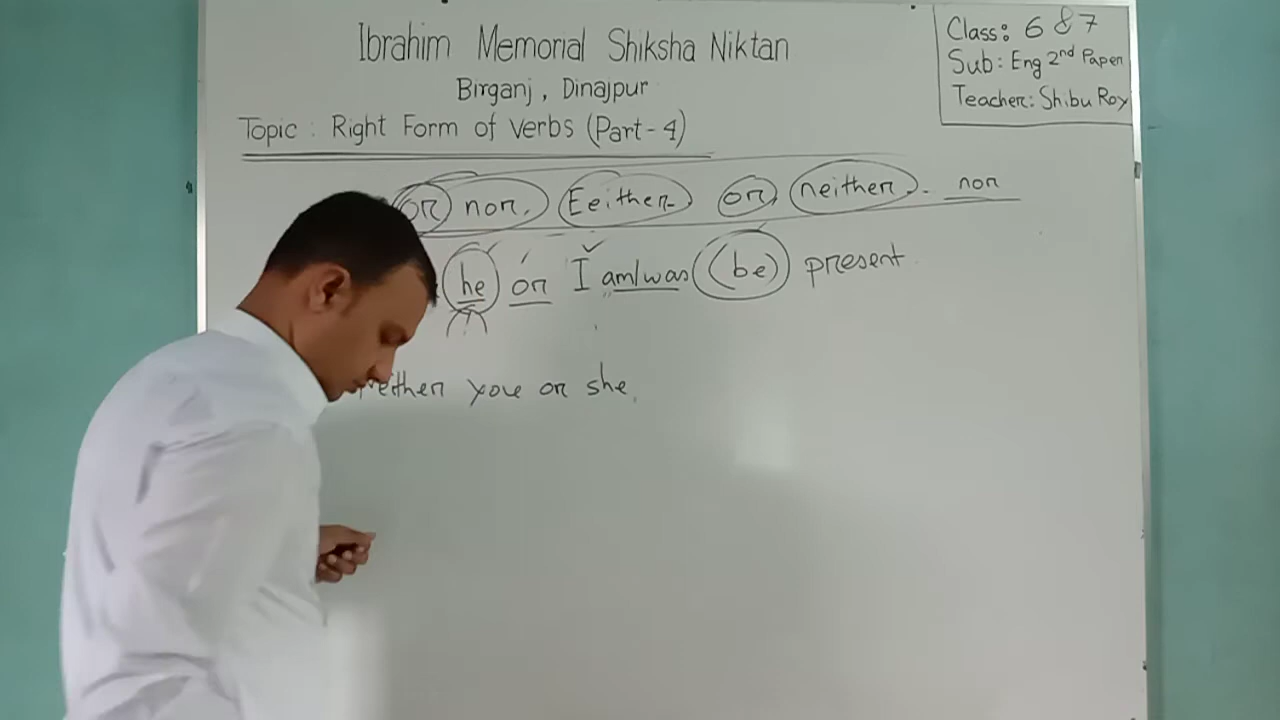 Ibrahim Memorial Shiksha Niktan
Birganj, Dinajpur
Topic : Right Form of Verbs (Part-4)
Class: 6 & 7
Sub: Eng 2nd Paper
Teacher: Shibu Roy
or nor, Eeither or neither - nor
he or I am/was (be) present
neither you or she